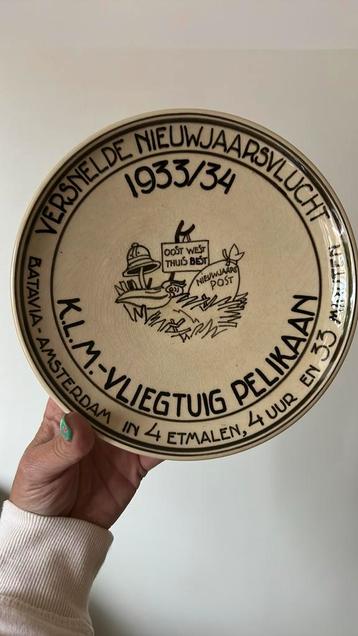 VERSNELDE NIEUWJAARSVLUCHT
1933/34
OOST WEST
THUIS BEST
NIEUWJAARS
POST
K.L.M.-VLIEGTUIG PELIKAAN
BATAVIA AMSTERDAM IN 4 ETMALEN, 4 UUR EN 33 MINUTEN